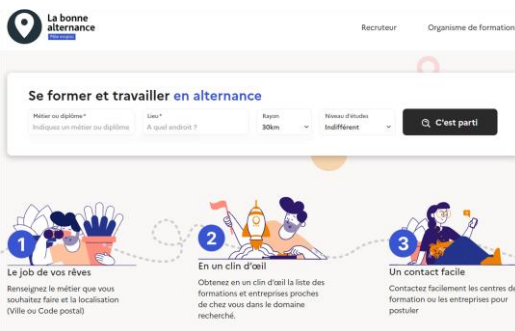 La bonne
alternance
Recruteur
Organisme de formation
Se former et travailler en alternance
Métier ou diplôme *
Lieu *
Rayon
Niveau d'études
Indiquez un métier ou diplôme
A quel endroit ?
30km
Indifférent
C'est parti
1
2
3
Le job de vos rêves
Renseignez le métier que vous
souhaitez faire et la localisation
(Ville ou Code postal)
En un clin d'œil
Obtenez en un clin d'œil la liste des
formations et entreprises proches
de chez vous dans le domaine
recherché.
Un contact facile
Contactez facilement les centres de
formation ou les entreprises pour
postuler